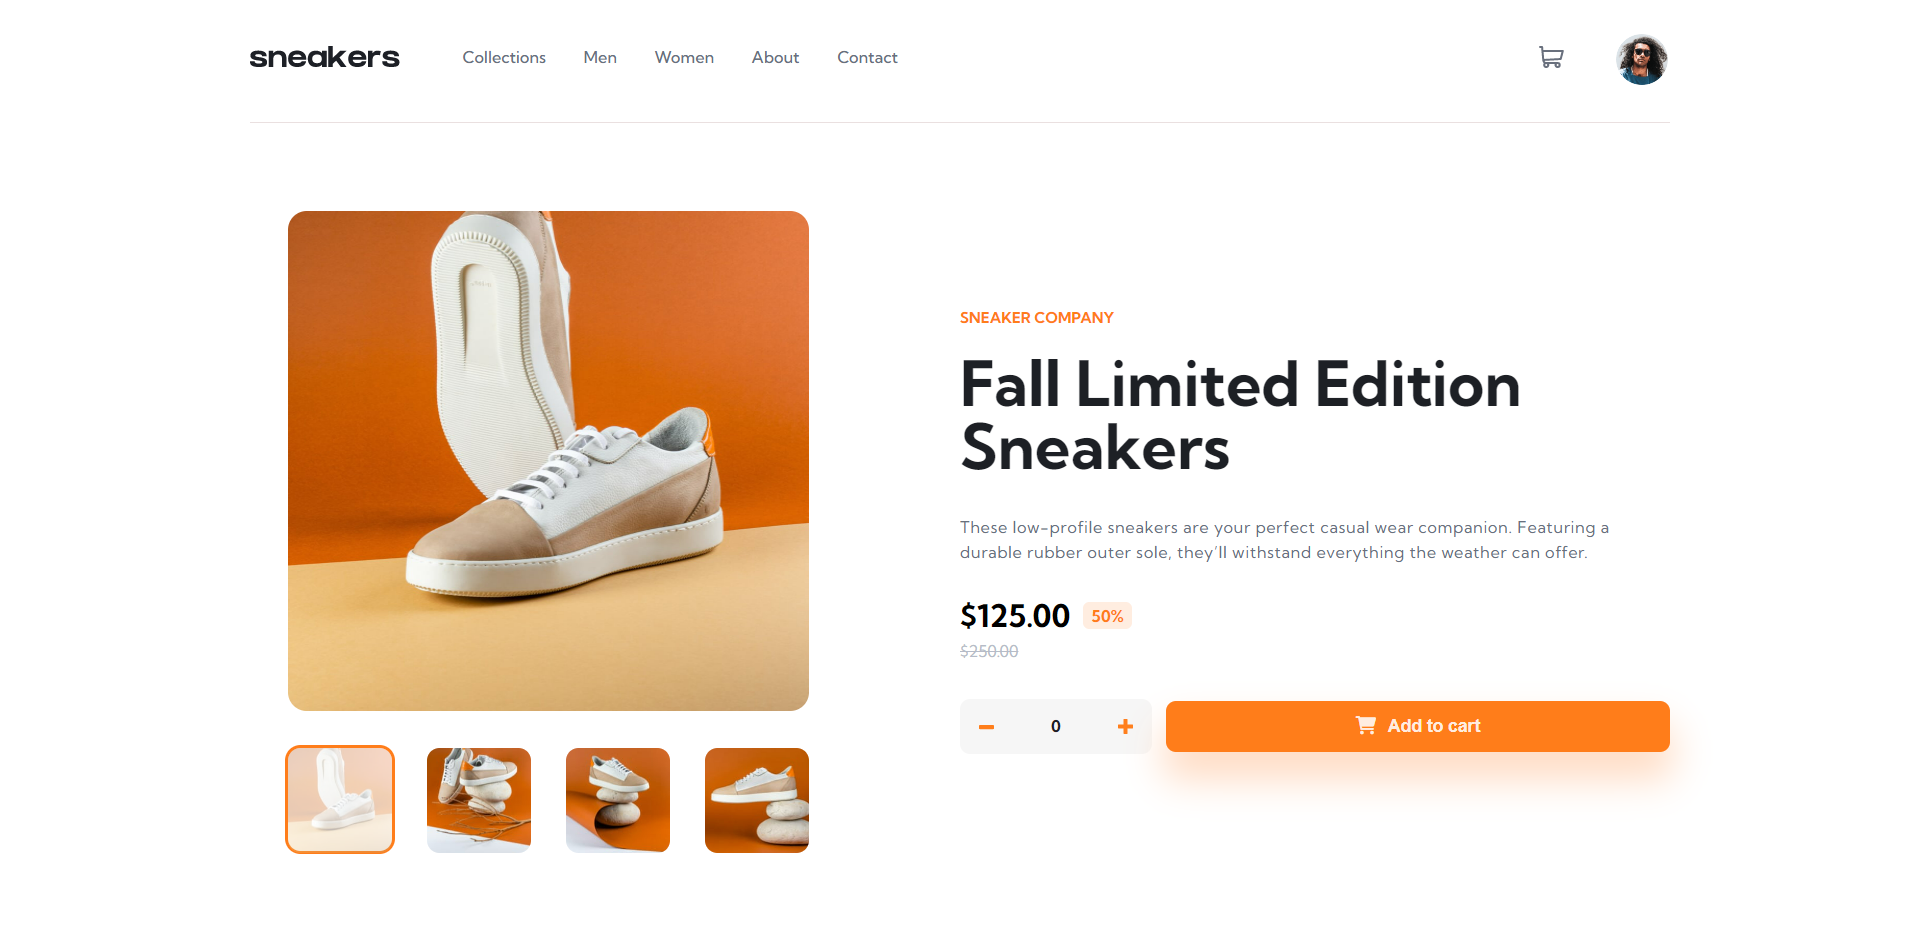 sneakers
Collections Men Women About Contact
SNEAKER COMPANY
Fall Limited Edition
Sneakers
These low-profile sneakers are your perfect casual wear companion. Featuring a
durable rubber outer sole, they’ll withstand everything the weather can offer.
$125.00 50%
$250.00
0 Add to cart